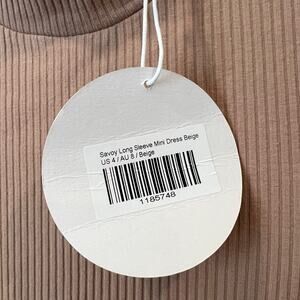 Savoy Long Sleeve Mini Dress Beige
US 4 / AU 8 / Beige
1185748